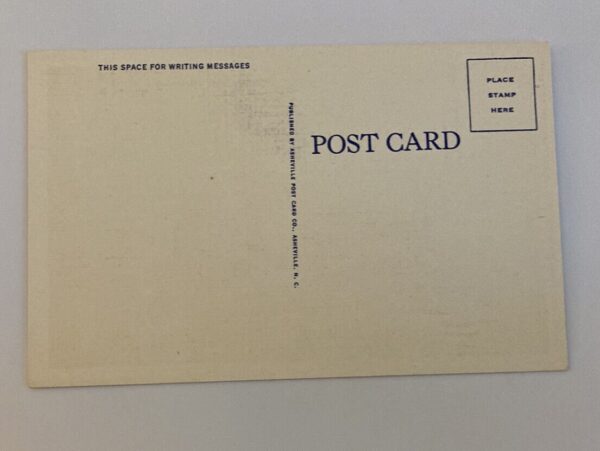 THIS SPACE FOR WRITING MESSAGES
PUBLISHED BY ASHEVILLE POST CARD CO., ASHEVILLE, N. C.
POST CARD
PLACE
STAMP
HERE